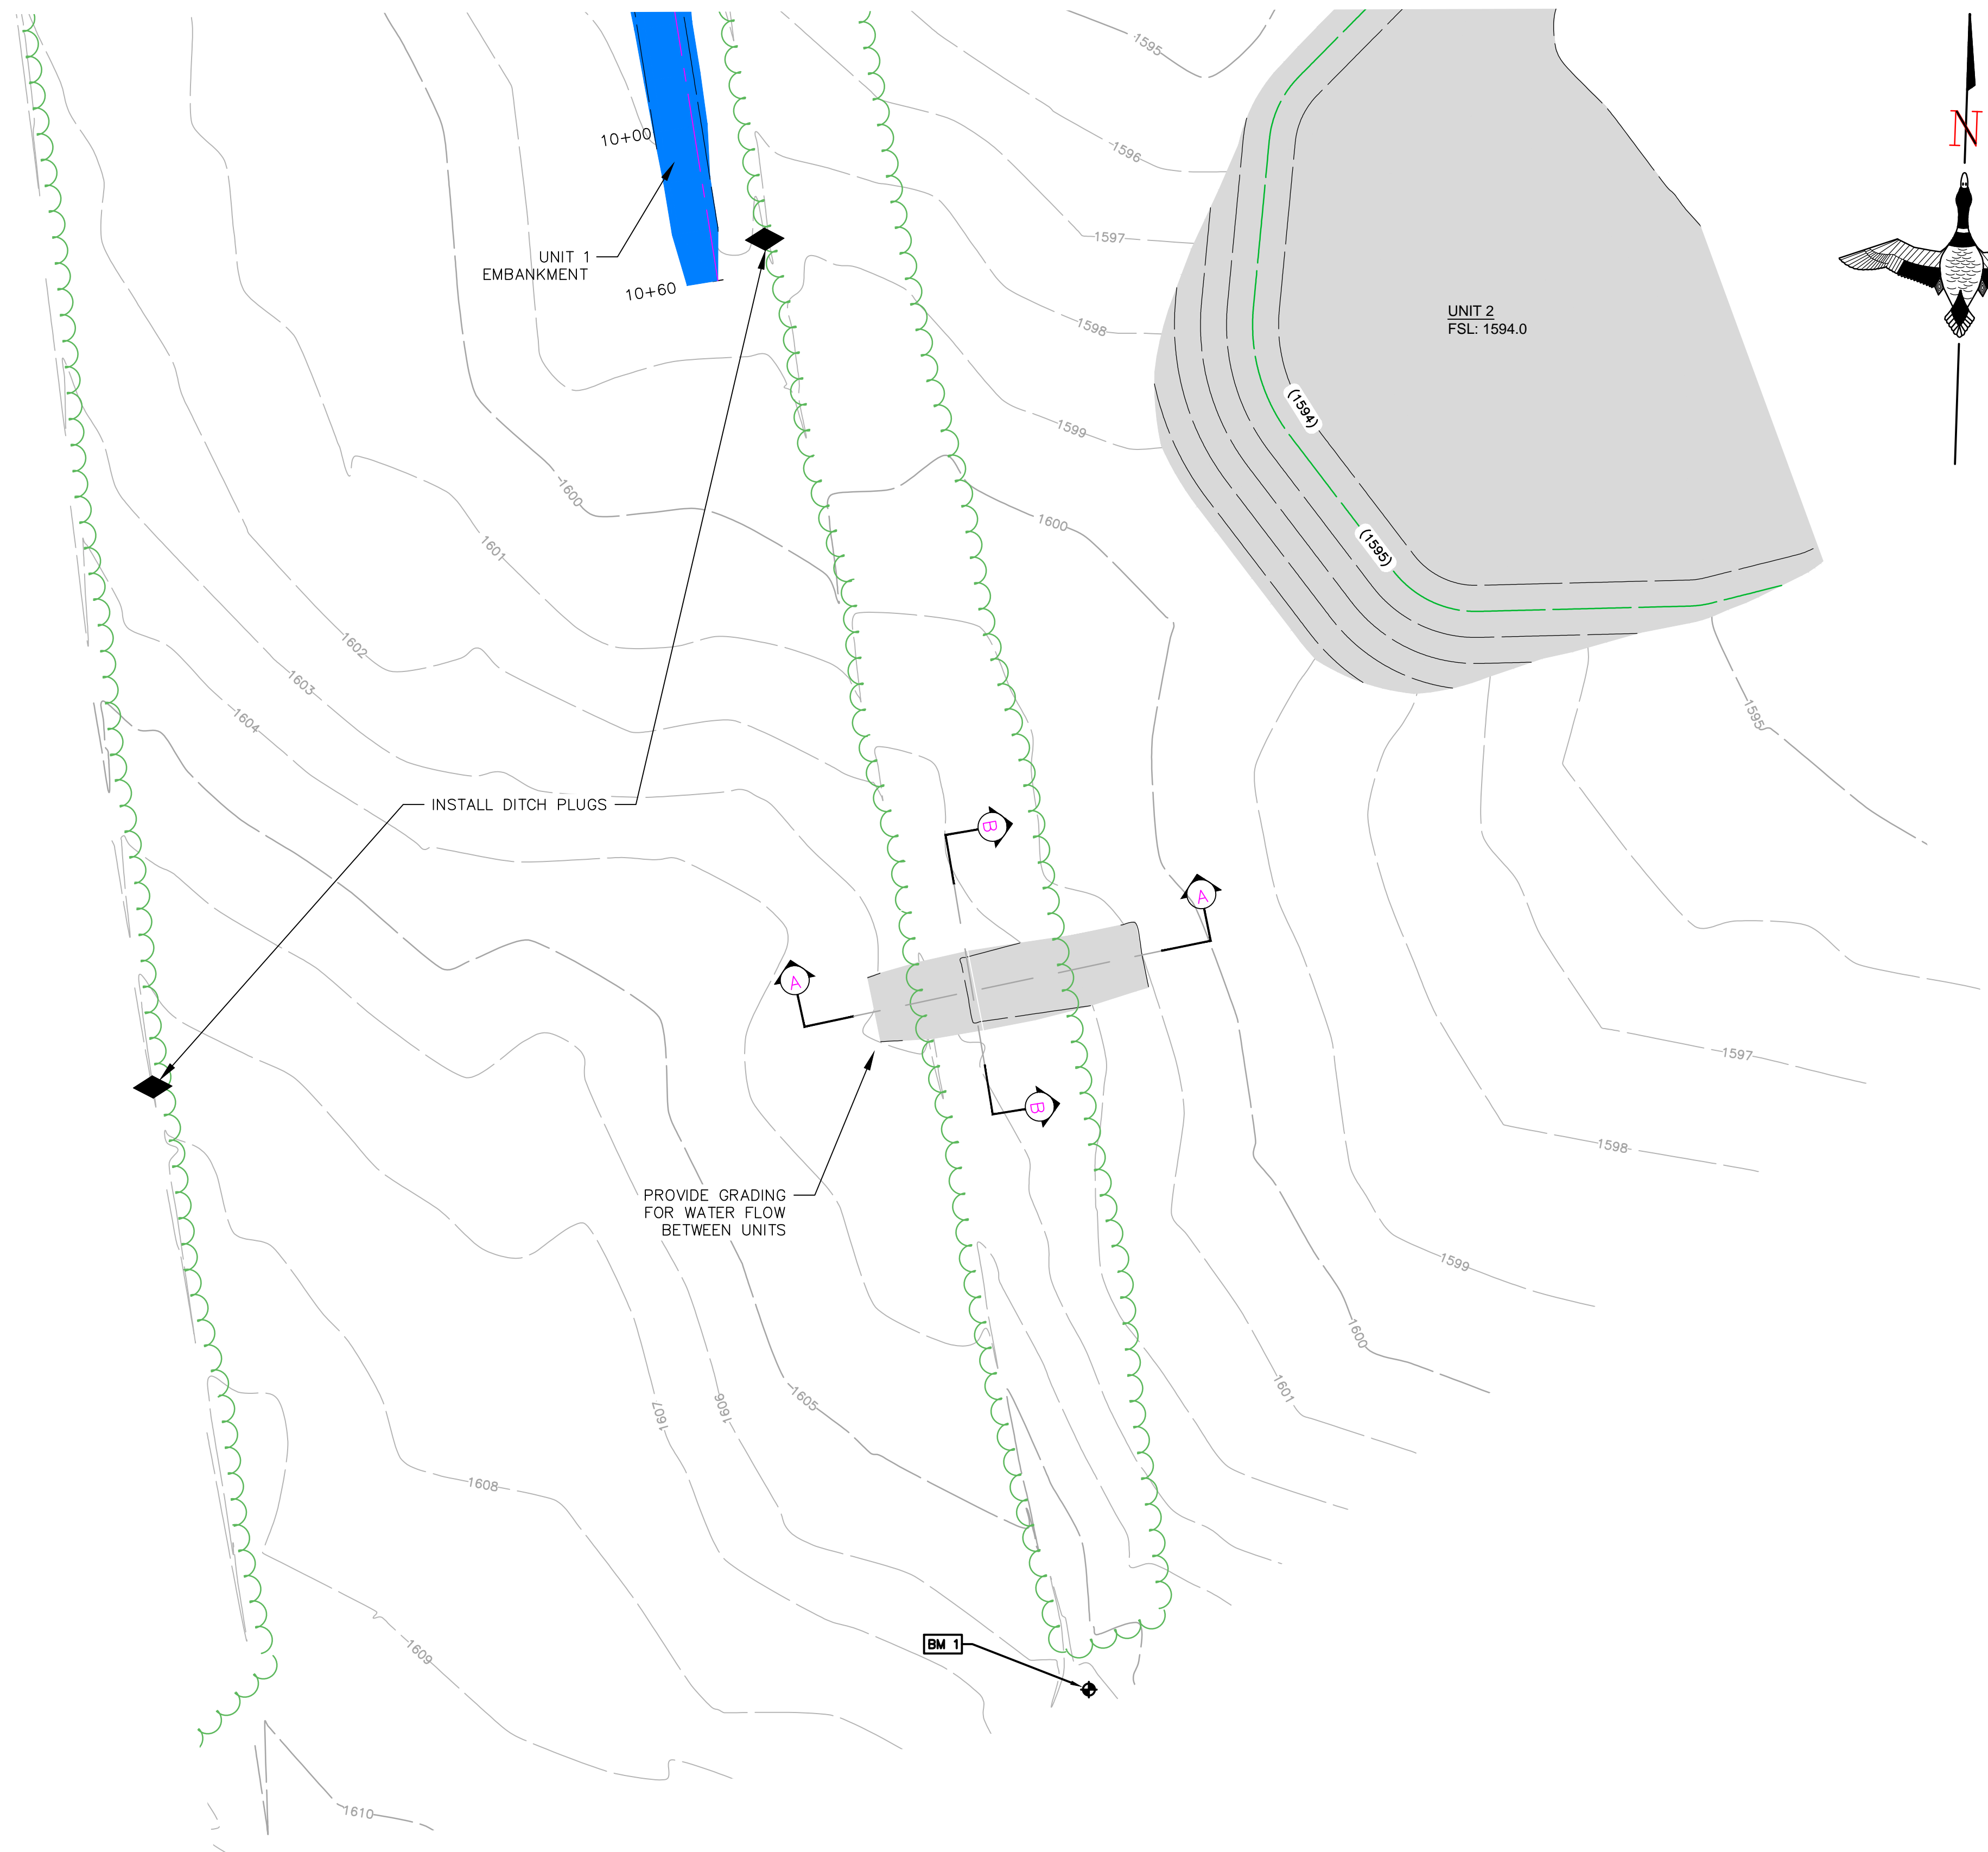 1595
N
10+00
1596
1597
UNIT 1
EMBANKMENT
10+60
UNIT 2
FSL: 1594.0
1598
(1594)
1599
1600
1600
1601
(1595)
1602
1603
1604
1595
INSTALL DITCH PLUGS
B
A
A
1597
B
1598
PROVIDE GRADING
FOR WATER FLOW
BETWEEN UNITS
1599
1600
1601
1605
1606
1607
1608
BM 1
1609
1610